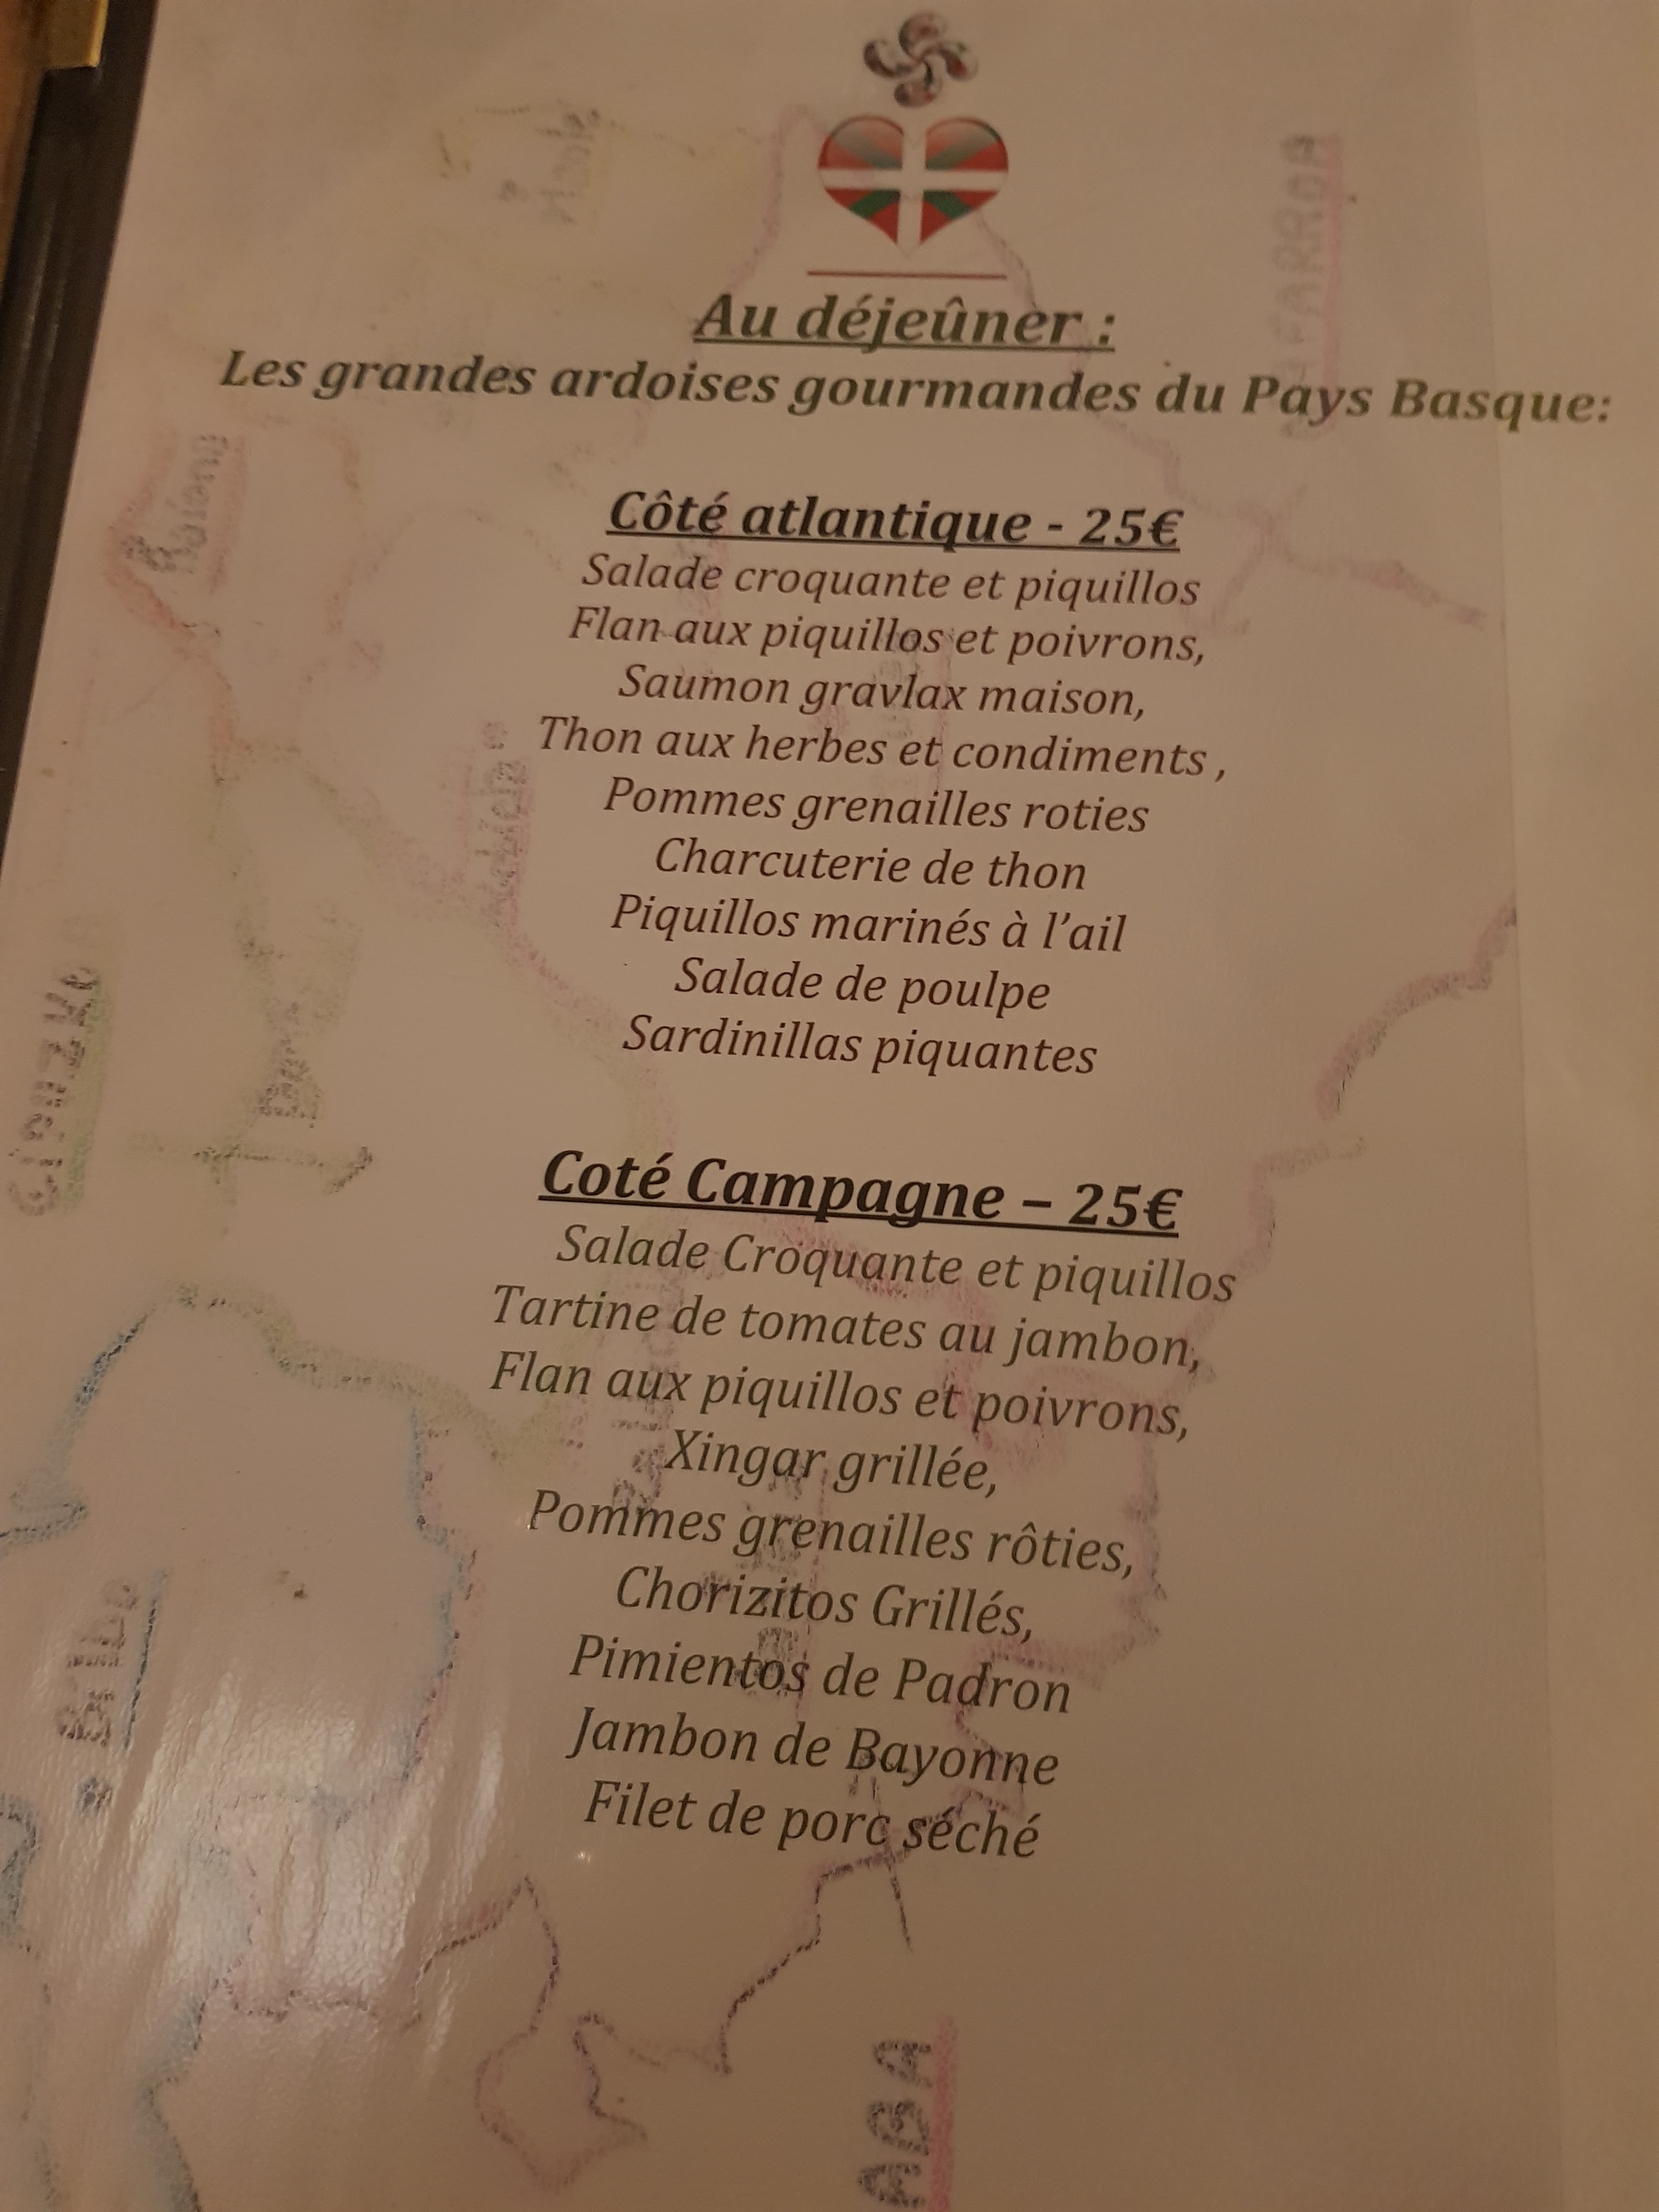 Au déjeûner :
Les grandes ardoises gourmandes du Pays Basque:
Côté atlantique - 25€
Salade croquante et piquillos
Flan aux piquillos et poivrons,
Saumon gravlax maison,
Thon aux herbes et condiments ,
Pommes grenailles roties
Charcuterie de thon
Piquillos marinés à l’ail
Salade de poulpe
Sardinillas piquantes
Coté Campagne – 25€
Salade Croquante et piquillos
Tartine de tomates au jambon,
Flan aux piquillos et poivrons,
Xingar grillée,
Pommes grenailles rôties,
Chorizitos Grillés,
Pimientos de Padron
Jambon de Bayonne
Filet de porc séché